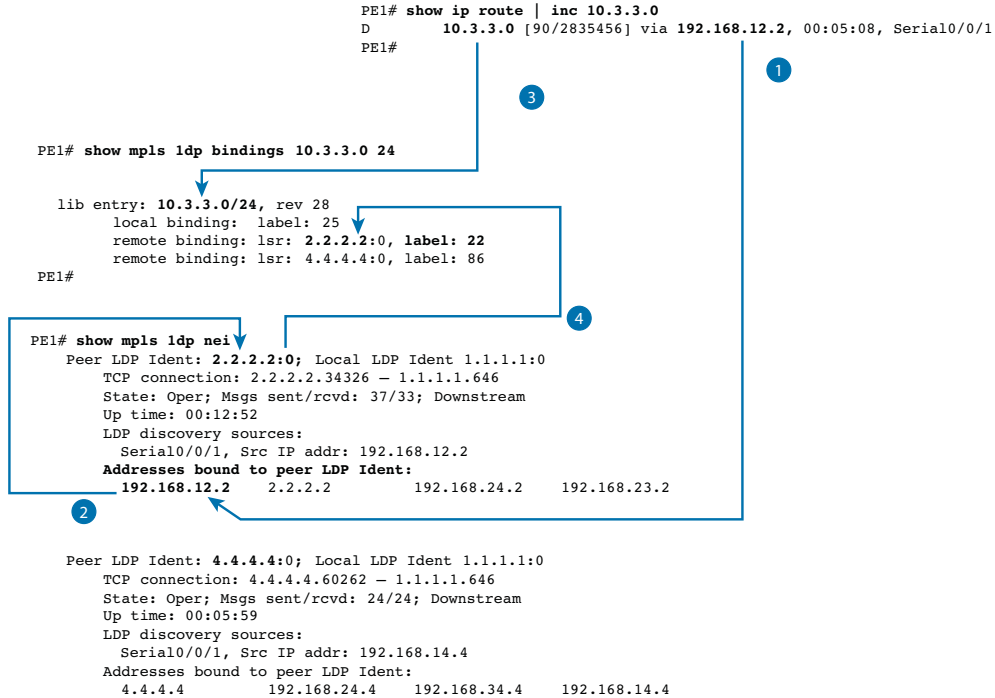 PE1# show ip route | inc 10.3.3.0
D 10.3.3.0 [90/2835456] via 192.168.12.2, 00:05:08, Serial0/0/1
PE1#
1
3
PE1# show mpls 1dp bindings 10.3.3.0 24
lib entry: 10.3.3.0/24, rev 28
local binding: label: 25
remote binding: lsr: 2.2.2.2:0, label: 22
remote binding: lsr: 4.4.4.4:0, label: 86
PE1#
4
PE1# show mpls 1dp nei
Peer LDP Ident: 2.2.2.2:0; Local LDP Ident 1.1.1.1:0
TCP connection: 2.2.2.2.34326 – 1.1.1.1.646
State: Oper; Msgs sent/rcvd: 37/33; Downstream
Up time: 00:12:52
LDP discovery sources:
Serial0/0/1, Src IP addr: 192.168.12.2
Addresses bound to peer LDP Ident:
192.168.12.2 2.2.2.2 192.168.24.2 192.168.23.2
2
Peer LDP Ident: 4.4.4.4:0; Local LDP Ident 1.1.1.1:0
TCP connection: 4.4.4.4.60262 – 1.1.1.1.646
State: Oper; Msgs sent/rcvd: 24/24; Downstream
Up time: 00:05:59
LDP discovery sources:
Serial0/0/1, Src IP addr: 192.168.14.4
Addresses bound to peer LDP Ident:
4.4.4.4 192.168.24.4 192.168.34.4 192.168.14.4